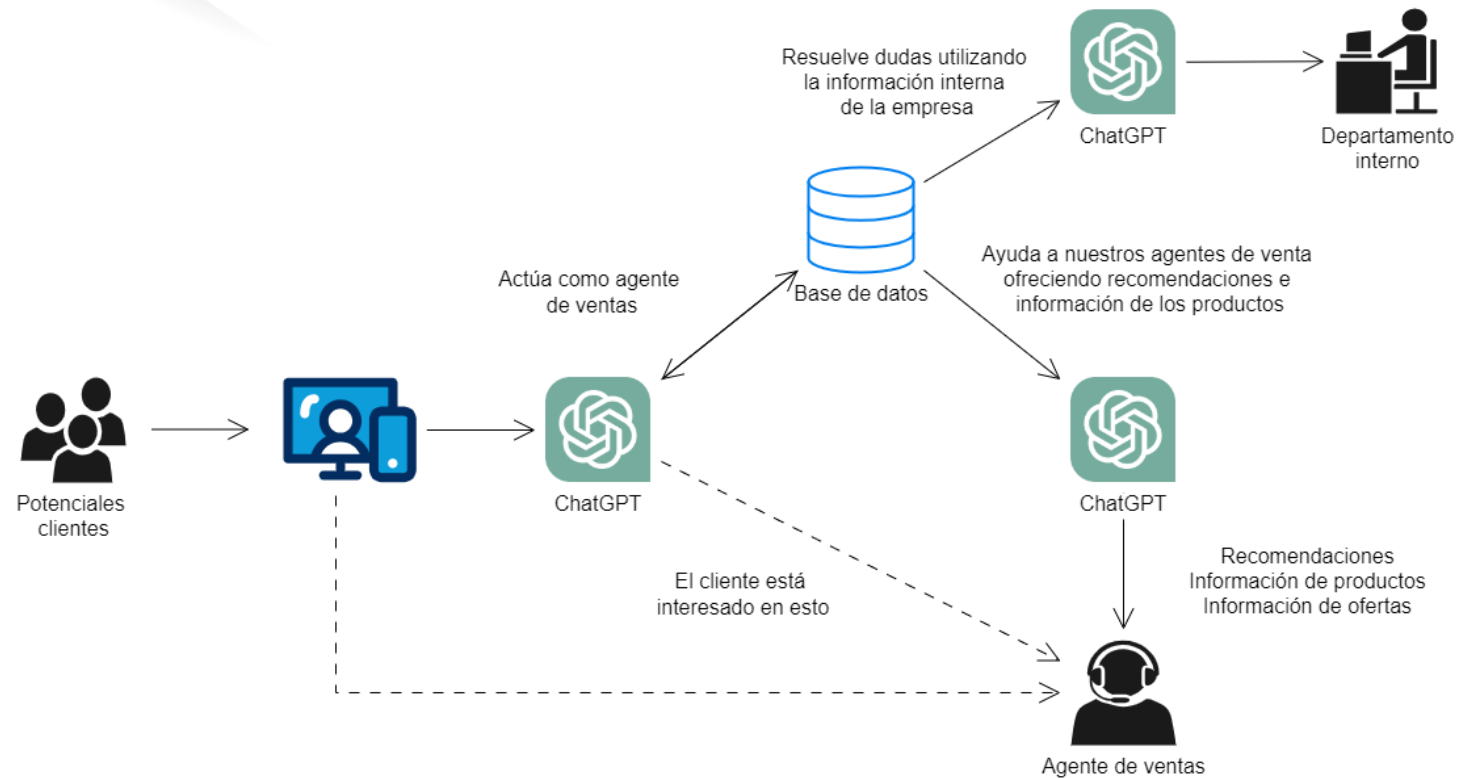 Resuelve dudas utilizando
la información interna
de la empresa
ChatGPT
Departamento
interno
Actúa como agente
de ventas
Base de datos
Ayuda a nuestros agentes de venta
ofreciendo recomendaciones e
información de los productos
Potenciales
clientes
ChatGPT
ChatGPT
El cliente está
interesado en esto
Recomendaciones
Información de productos
Información de ofertas
Agente de ventas